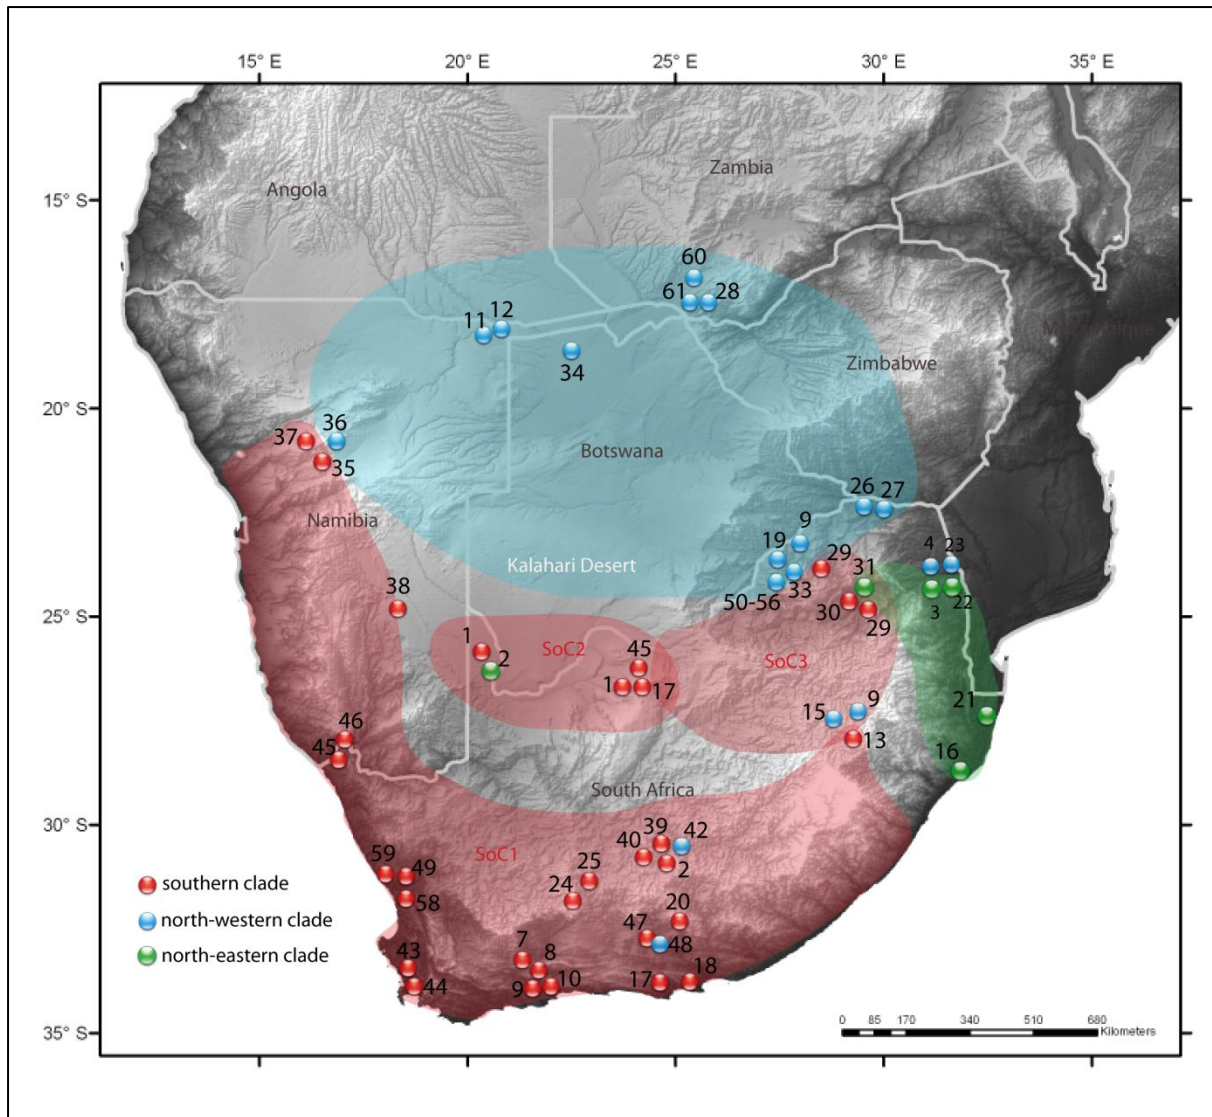 15° E 20° E 25° E 30° E 35° E
Zambia
Angola
15° S
60
61 28
12
11
Mozambique
34
Zimbabwe
20° S
36
37
35
Botswana
26 27
Namibia
9
19
4 23
29
31
Kalahari Desert
33
50-56
38
30
3 22
25° S
29
1
SoC2
45
SoC3
2
1 17
9
21
15
46
13
16
45
South Africa
30° S
39 42
40
59
SoC1
25
2
49
southern clade
24
58
20
north-western clade
47
48
7
8
43
north-eastern clade
18
17
10
44
9
0 85 170 340 510 680
Kilometers
35° S